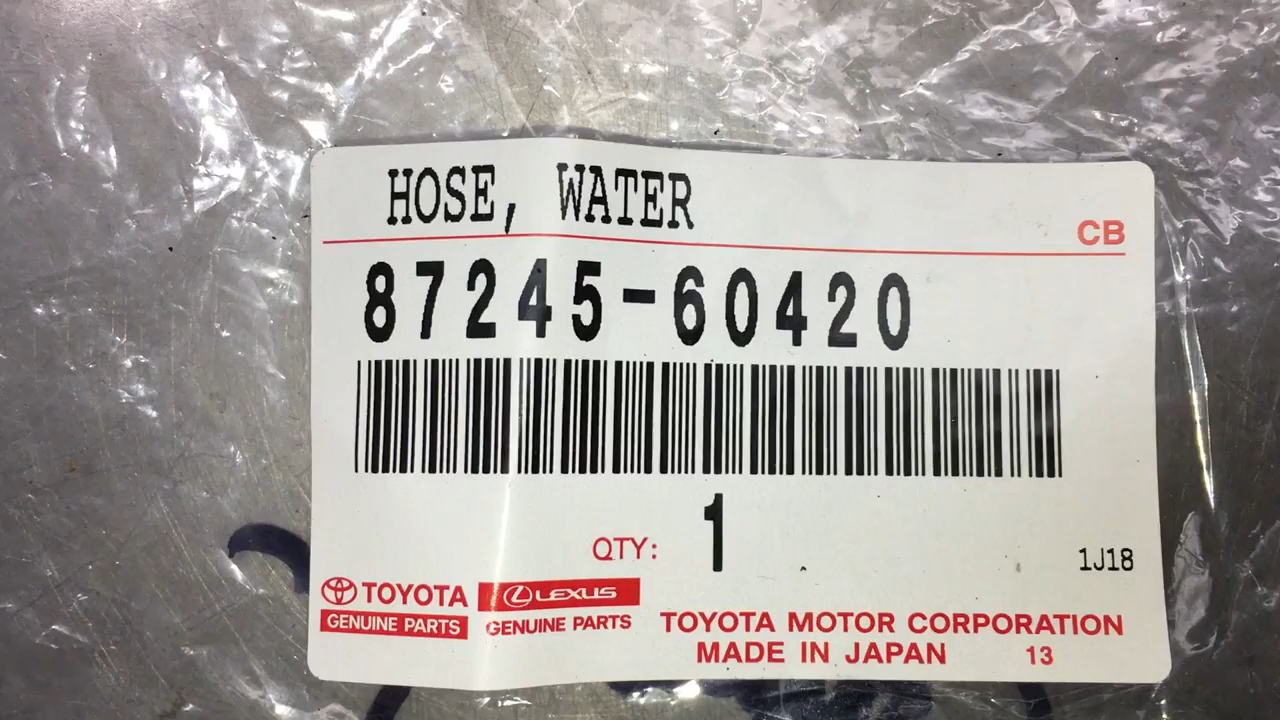 HOSE, WATER
CB
87245-60420
QTY: 1
1J18
TOYOTA LEXUS
GENUINE PARTS GENUINE PARTS
TOYOTA MOTOR CORPORATION
MADE IN JAPAN 13